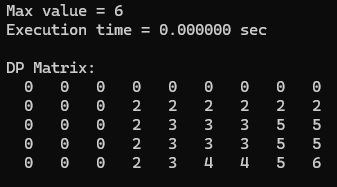 Max value = 6
Execution time = 0.000000 sec
DP Matrix:
0 0 0 0 0 0 0 0 0
0 0 0 2 2 2 2 2 2
0 0 0 2 3 3 3 5 5
0 0 0 2 3 3 3 5 5
0 0 0 2 3 4 4 5 6